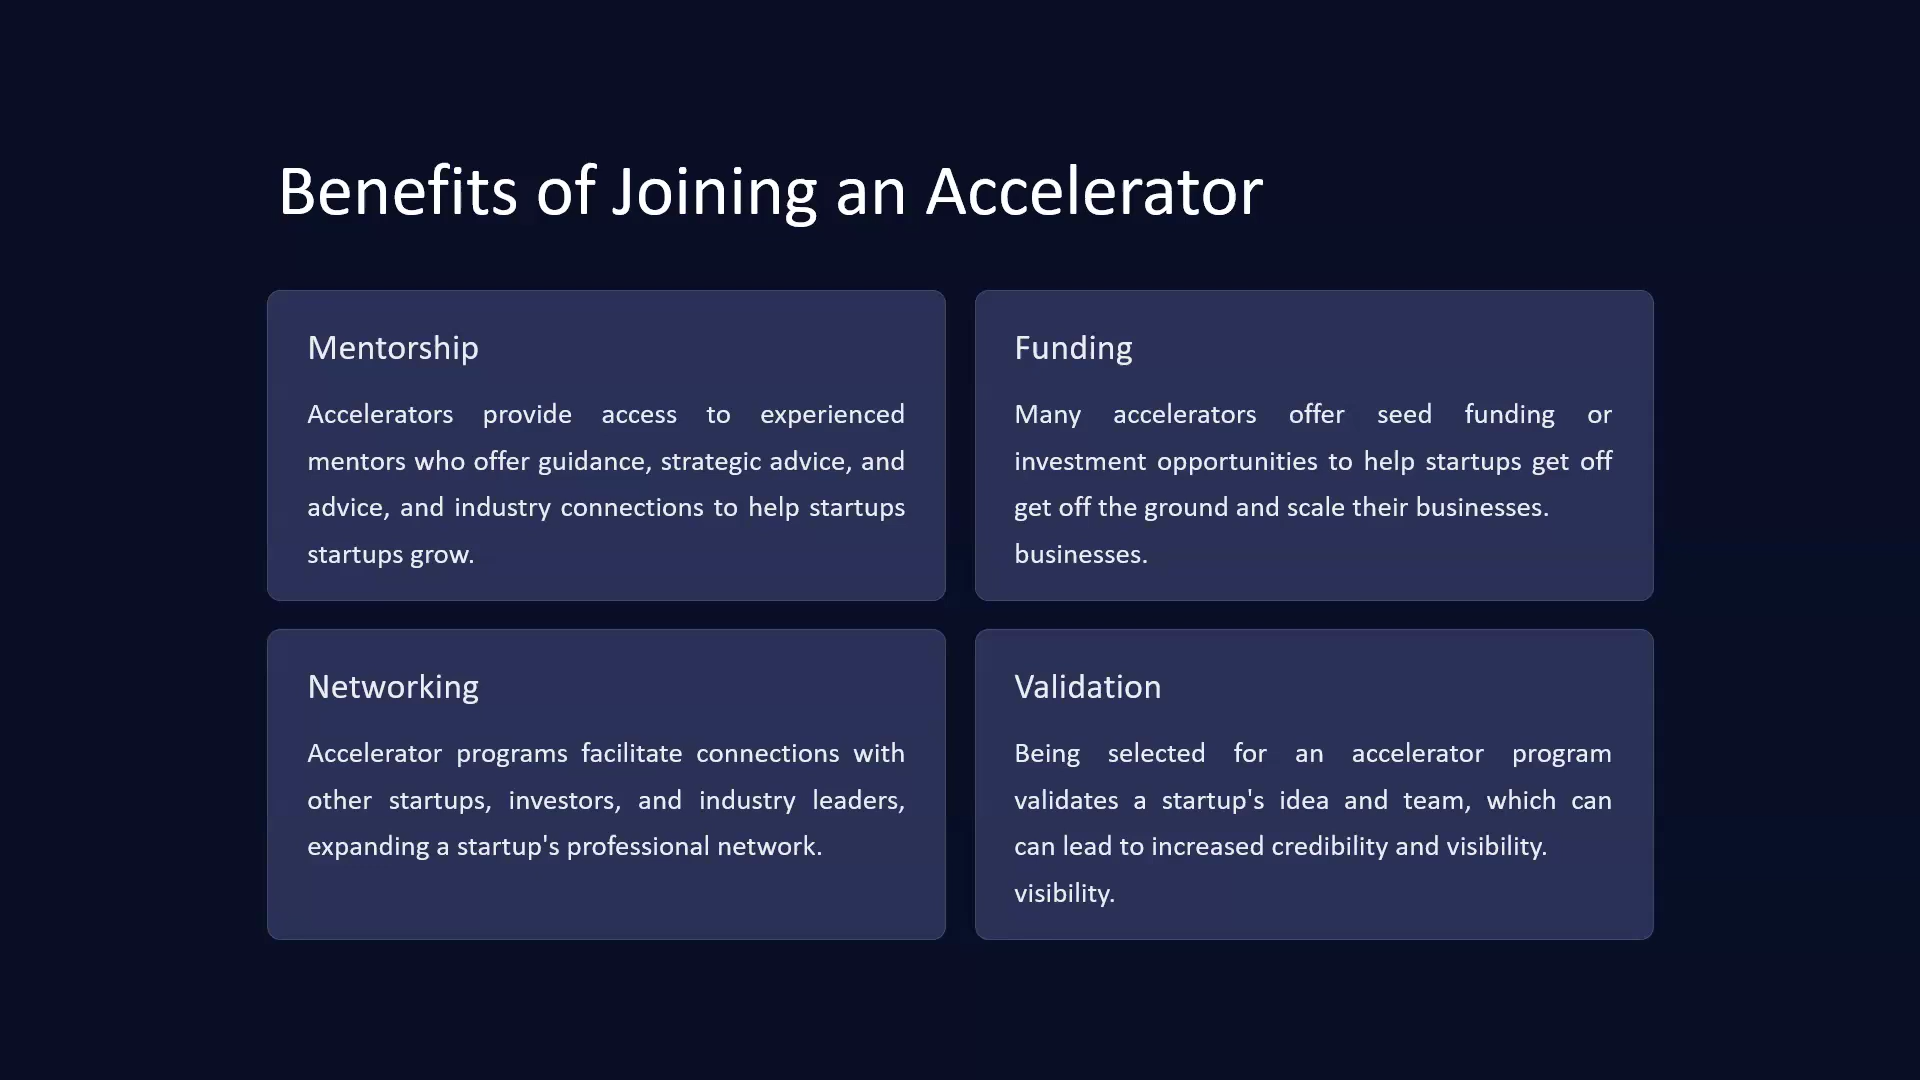 Benefits of Joining an Accelerator
Mentorship
Accelerators provide access to experienced
mentors who offer guidance, strategic advice, and
advice, and industry connections to help startups
startups grow.
Funding
Many accelerators offer seed funding or
investment opportunities to help startups get off
get off the ground and scale their businesses.
businesses.
Networking
Accelerator programs facilitate connections with
other startups, investors, and industry leaders,
expanding a startup's professional network.
Validation
Being selected for an accelerator program
validates a startup's idea and team, which can
can lead to increased credibility and visibility.
visibility.